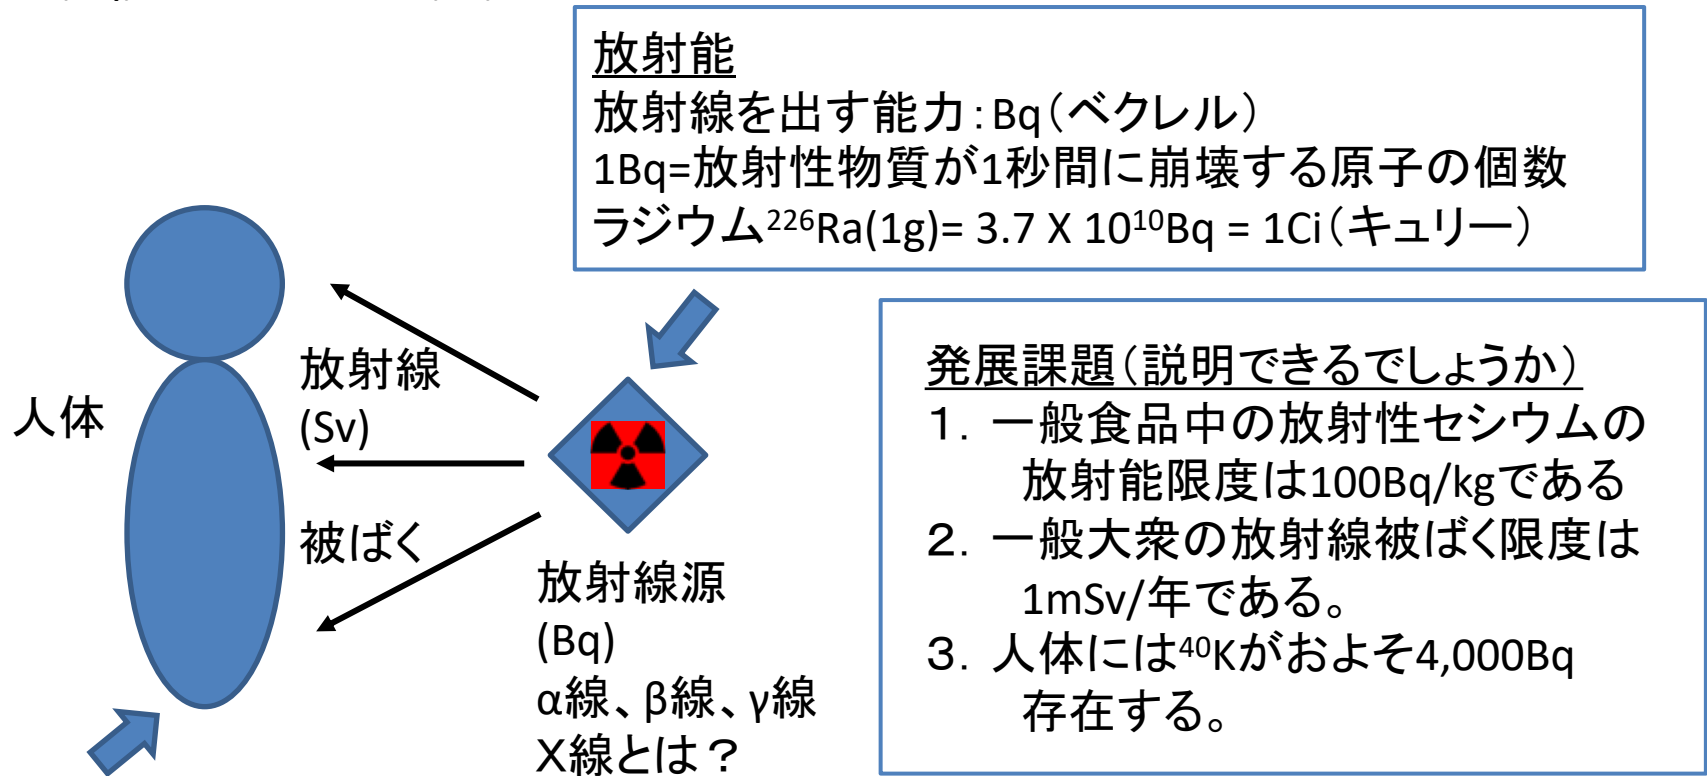 放射能
放射線を出す能力：Bq（ベクレル）
1Bq=放射性物質が1秒間に崩壊する原子の個数
ラジウム²²⁶Ra(1g)= 3.7 X 10¹⁰Bq = 1Ci（キュリー）
人体
放射線
(Sv)
被ばく
放射線源
(Bq)
α線、β線、γ線
X線とは？
発展課題（説明できるでしょうか）
１．一般食品中の放射性セシウムの
放射能限度は100Bq/kgである
２．一般大衆の放射線被ばく限度は
1mSv/年である。
３．人体には⁴⁰Kがおよそ4,000Bq
存在する。